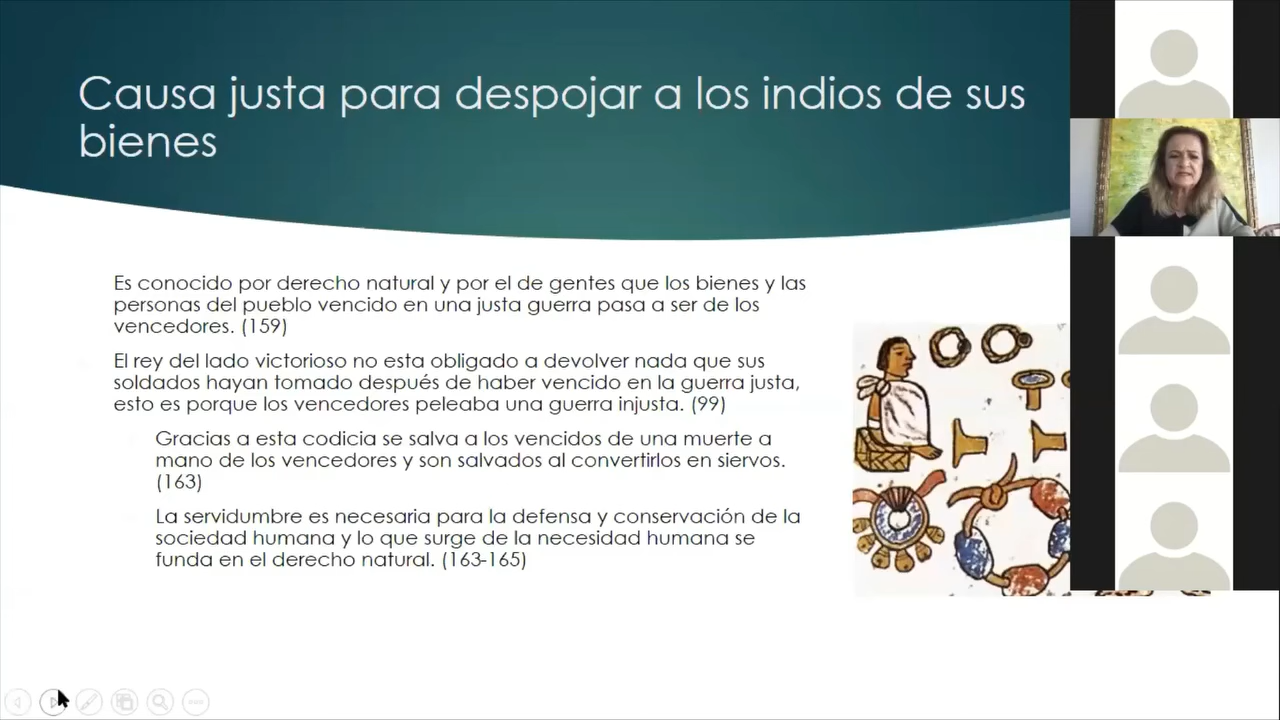 Causa justa para despojar a los indios de sus
bienes
Es conocido por derecho natural y por el de gentes que los bienes y las
personas del pueblo vencido en una justa guerra pasa a ser de los
vencedores. (159)
El rey del lado victorioso no esta obligado a devolver nada que sus
soldados hayan tomado después de haber vencido en la guerra justa,
esto es porque los vencedores peleaba una guerra injusta. (99)
Gracias a esta codicia se salva a los vencidos de una muerte a
mano de los vencedores y son salvados al convertirlos en siervos.
(163)
La servidumbre es necesaria para la defensa y conservación de la
sociedad humana y lo que surge de la necesidad humana se
funda en el derecho natural. (163-165)